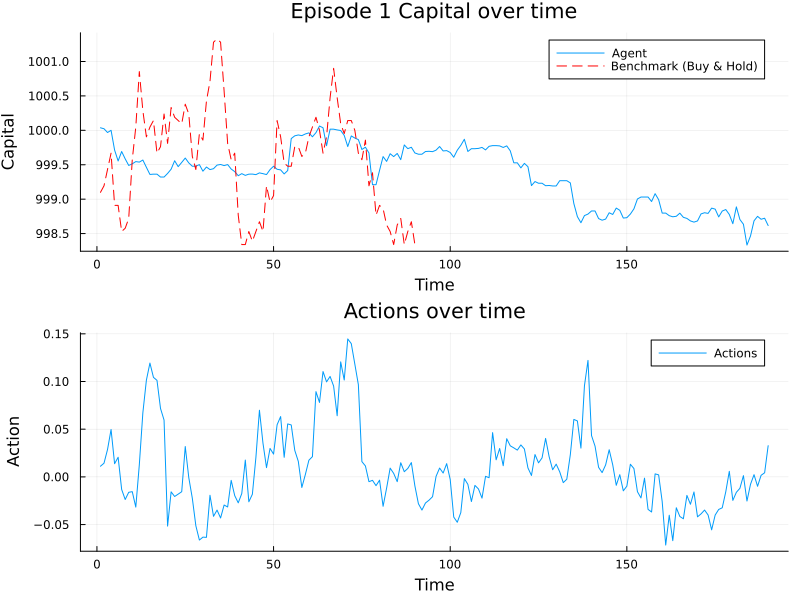 Episode 1 Capital over time
Capital
1001.0
1000.5
1000.0
999.5
999.0
998.5
Agent
Benchmark (Buy & Hold)
0
50
100
150
Time
Actions over time
Action
0.15
0.10
0.05
0.00
−0.05
Actions
0
50
100
150
Time